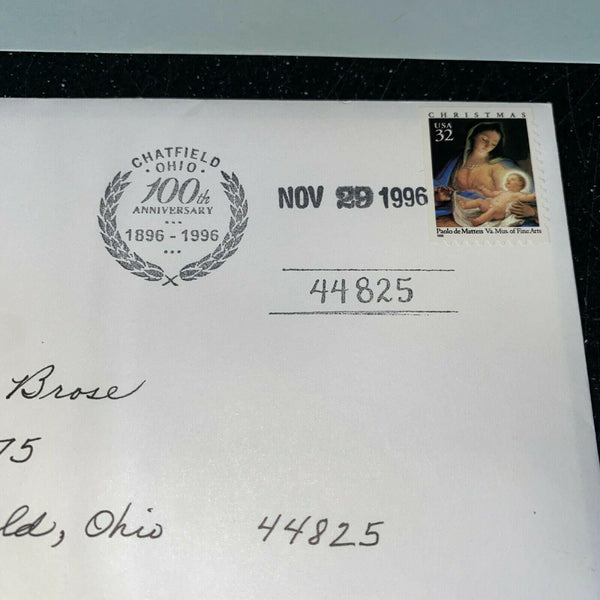 CHATFIELD
• OHIO •
100th
ANNIVERSARY
•••
1896 - 1996
•••
NOV 29 1996
44825
CHRISTMAS
USA
32
Paolo de Matteis Va. Mus of Fine Arts
1996
Brose
75
ld, Ohio 44825